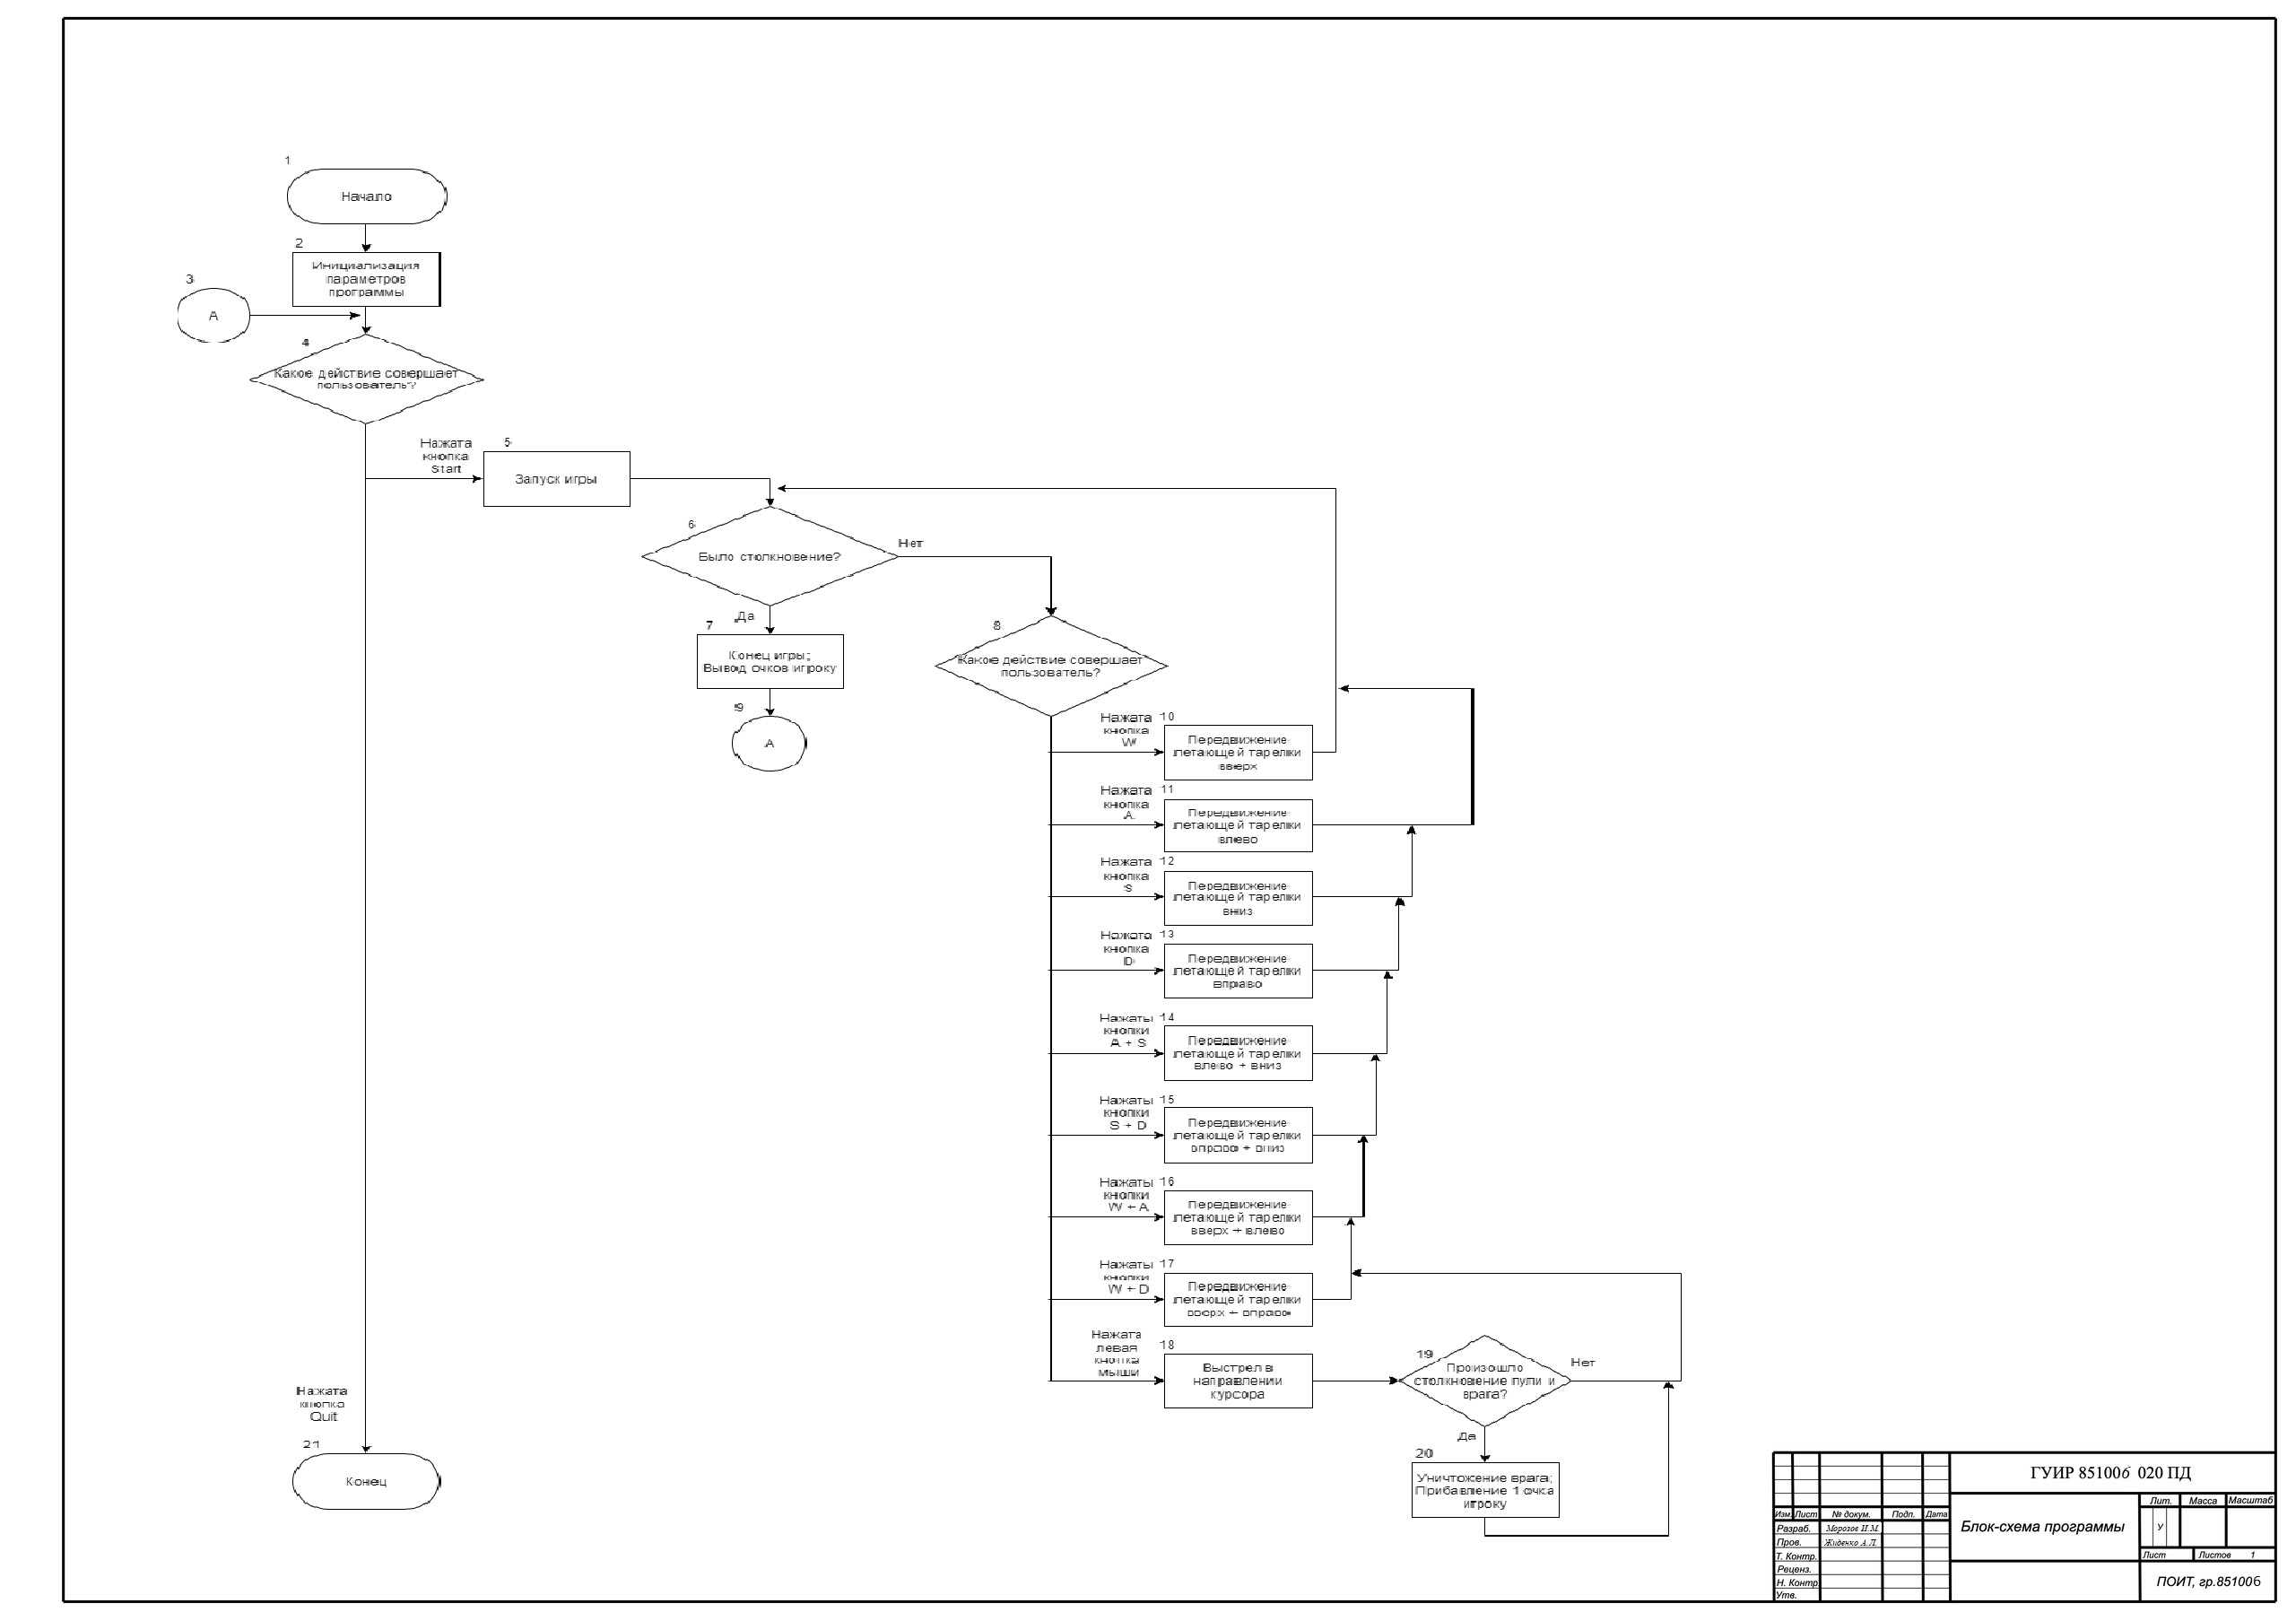 1
Начало
2
Инициализация
параметров
программы
3
А
4
Какое действие совершает
пользователь?
Нажата
кнопка
Start
5
Запуск игры
6
Было столкновение?
Нет
Да
7
Конец игры;
Вывод очков игроку
8
Какое действие совершает
пользователь?
9
А
Нажата
кнопка
W
10
Передвижение
летающей тарелки
вверх
Нажата
кнопка
A
11
Передвижение
летающей тарелки
влево
Нажата
кнопка
S
12
Передвижение
летающей тарелки
вниз
Нажата
кнопка
D
13
Передвижение
летающей тарелки
вправо
Нажаты
кнопки
A + S
14
Передвижение
летающей тарелки
влево + вниз
Нажаты
кнопки
S + D
15
Передвижение
летающей тарелки
вправо + вниз
Нажаты
кнопки
W + A
16
Передвижение
летающей тарелки
вверх + влево
Нажаты
кнопки
W + D
17
Передвижение
летающей тарелки
вверх + вправо
Нажата
левая
кнопка
мыши
18
Выстрел в
направлении
курсора
19
Произошло
столкновение пули и
врага?
Нет
Да
20
Уничтожение врага;
Прибавление 1 очка
игроку
Нажата
кнопка
Quit
21
Конец
ГУИР 851006 020 ПД
Лит. Масса Масштаб
Изм. Лист № докум. Подп. Дата
Блок-схема программы
У
Разраб. Морозов И.М.
Пров. Жиденко А.Л.
Т. Контр.
Лист Листов 1
Реценз.
Н. Контр.
ПОИТ, гр.851006
Утв.